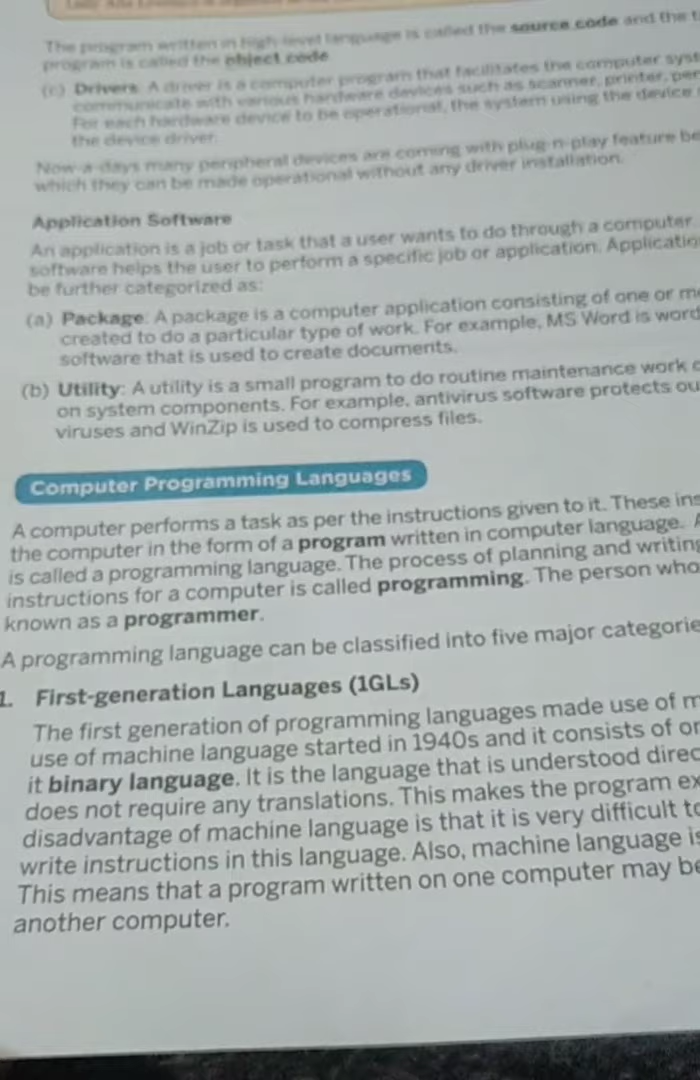 The program written in high-level language is called the source code and the t
program is called the object code
(c) Drivers: A driver is a computer program that facilitates the computer syst
communicate with various hardware devices such as scanner, printer, per
For each hardware device to be operational, the system using the device
the device driver.
Now-a-days many peripheral devices are coming with plug-n-play feature be
which they can be made operational without any driver installation.
Application Software
An application is a job or task that a user wants to do through a computer
software helps the user to perform a specific job or application. Applicatio
be further categorized as:
(a) Package: A package is a computer application consisting of one or m
created to do a particular type of work. For example, MS Word is word
software that is used to create documents.
(b) Utility: A utility is a small program to do routine maintenance work o
on system components. For example, antivirus software protects ou
viruses and WinZip is used to compress files.
Computer Programming Languages
A computer performs a task as per the instructions given to it. These ins
the computer in the form of a program written in computer language. A
is called a programming language. The process of planning and writing
instructions for a computer is called programming. The person who
known as a programmer.
A programming language can be classified into five major categorie
1. First-generation Languages (1GLs)
The first generation of programming languages made use of m
use of machine language started in 1940s and it consists of or
it binary language. It is the language that is understood direc
does not require any translations. This makes the program ex
disadvantage of machine language is that it is very difficult to
write instructions in this language. Also, machine language is
This means that a program written on one computer may be
another computer.